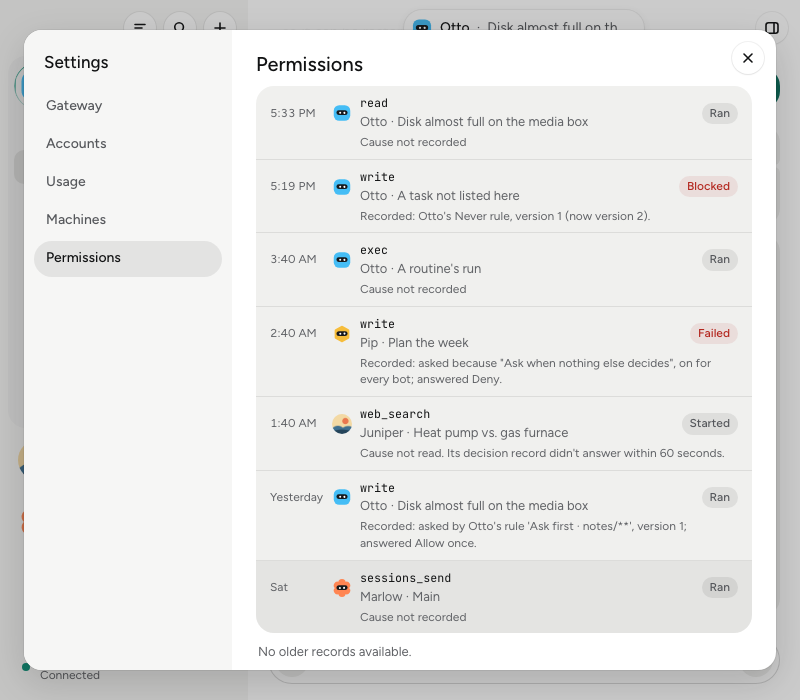 Otto · Disk almost full on th
Settings
Gateway
Accounts
Usage
Machines
Permissions
Permissions
5:33 PM
read
Otto · Disk almost full on the media box
Cause not recorded
Ran
5:19 PM
write
Otto · A task not listed here
Recorded: Otto's Never rule, version 1 (now version 2).
Blocked
3:40 AM
exec
Otto · A routine's run
Cause not recorded
Ran
2:40 AM
write
Pip · Plan the week
Recorded: asked because "Ask when nothing else decides", on for
every bot; answered Deny.
Failed
1:40 AM
web_search
Juniper · Heat pump vs. gas furnace
Cause not read. Its decision record didn't answer within 60 seconds.
Started
Yesterday
write
Otto · Disk almost full on the media box
Recorded: asked by Otto's rule 'Ask first · notes/**', version 1;
answered Allow once.
Ran
Sat
sessions_send
Marlow · Main
Cause not recorded
Ran
No older records available.
Connected